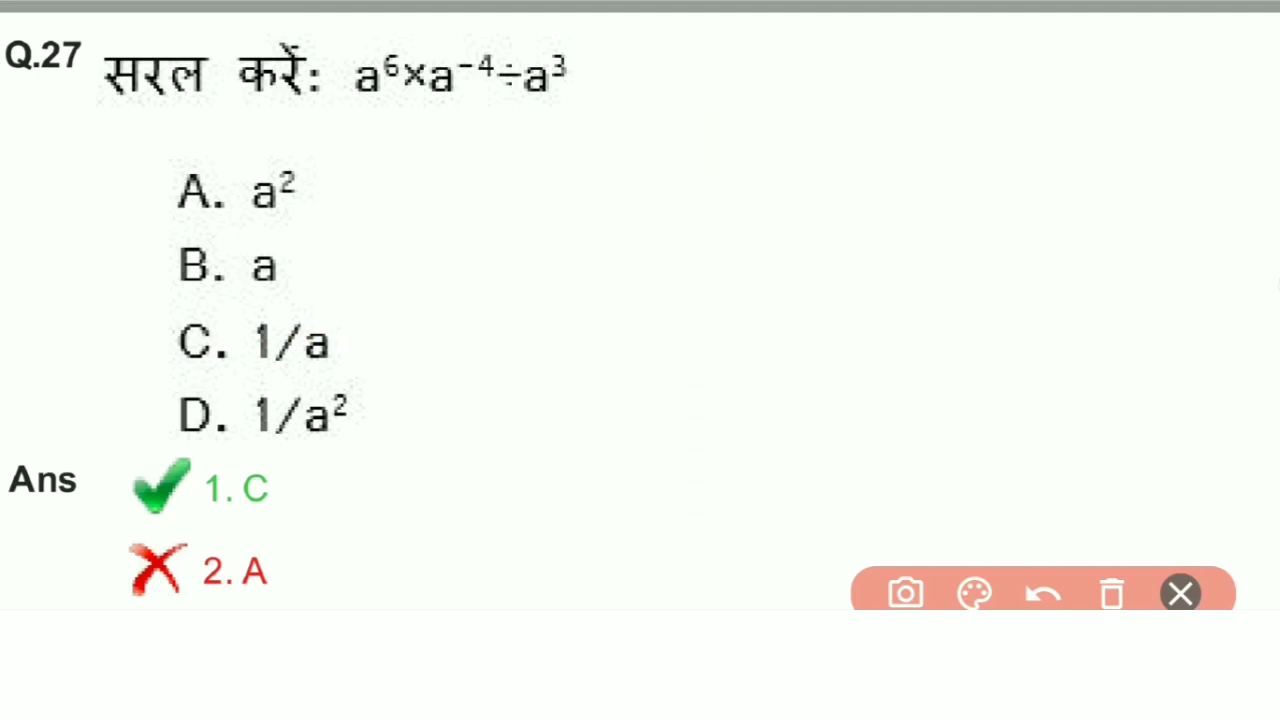 Q.27 सरल करें: a⁶×a⁻⁴÷a³
A. a²
B. a
C. 1/a
D. 1/a²
Ans 1. C
2. A